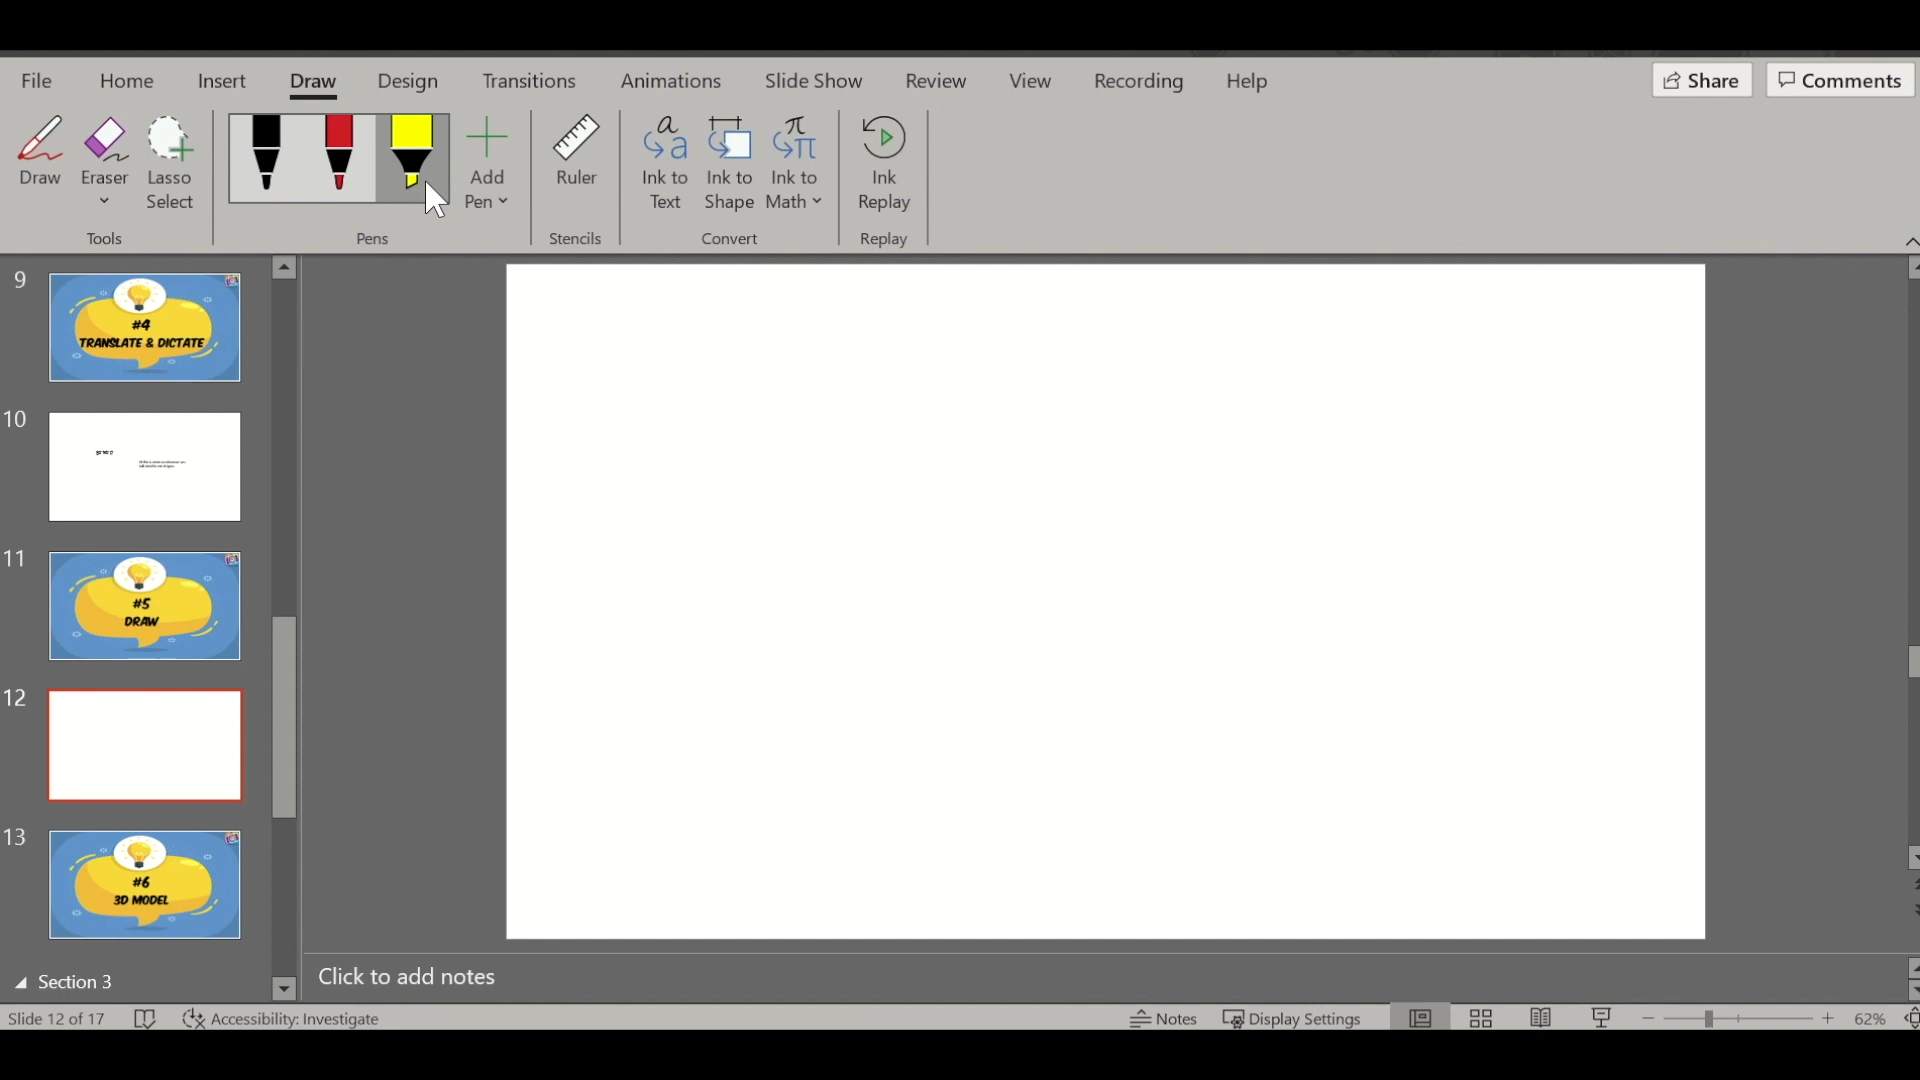 File Home Insert Draw Design Transitions Animations Slide Show Review View Recording Help Share Comments
Draw Eraser Lasso Select Add Pen Ruler Ink to Text Ink to Shape Ink to Math Ink Replay
Tools Pens Stencils Convert Replay
9
#4
TRANSLATE & DICTATE
10
11
#5
DRAW
12
13
#6
3D MODEL
Section 3
Click to add notes
Slide 12 of 17 Accessibility: Investigate Notes Display Settings 62%